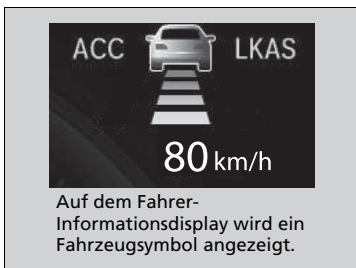 ACC LKAS
80 km/h
Auf dem Fahrer-
Informationsdisplay wird ein
Fahrzeugsymbol angezeigt.